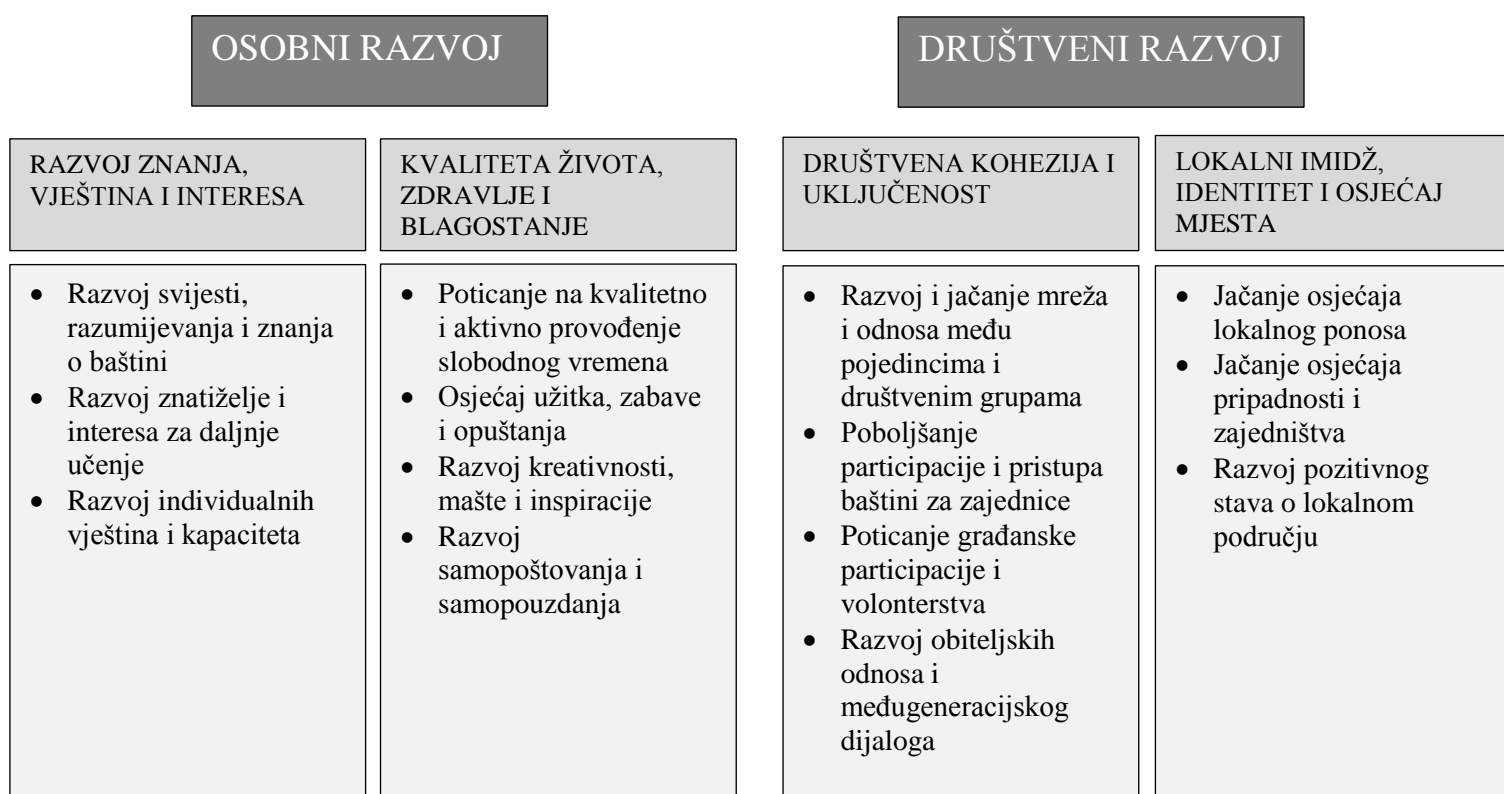 OSOBNI RAZVOJ
DRUŠTVENI RAZVOJ
RAZVOJ ZNANJA,
VJEŠTINA I INTERESA
KVALITETA ŽIVOTA,
ZDRAVLJE I
BLAGOSTANJE
DRUŠTVENA KOHEZIJA I
UKLJUČENOST
LOKALNI IMIDŽ,
IDENTITET I OSJEĆAJ
MJESTA
• Razvoj svijesti,
razumijevanja i znanja
o baštini
• Razvoj znatiželje i
interesa za daljnje
učenje
• Razvoj individualnih
vještina i kapaciteta
• Poticanje na kvalitetno
i aktivno provođenje
slobodnog vremena
• Osjećaj užitka, zabave
i opuštanja
• Razvoj kreativnosti,
mašte i inspiracije
• Razvoj
samopoštovanja i
samopouzdanja
• Razvoj i jačanje mreža
i odnosa među
pojedincima i
društvenim grupama
• Poboljšanje
participacije i pristupa
baštini za zajednice
• Poticanje građanske
participacije i
volonterstva
• Razvoj obiteljskih
odnosa i
međugeneracijskog
dijaloga
• Jačanje osjećaja
lokalnog ponosa
• Jačanje osjećaja
pripadnosti i
zajedništva
• Razvoj pozitivnog
stava o lokalnom
području